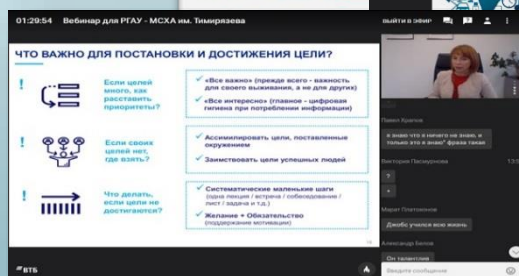 01:29:54 Вебинар для РГАУ - МСХА им. Тимирязева
ВЫЙТИ В ЭФИР
ЧТО ВАЖНО ДЛЯ ПОСТАНОВКИ И ДОСТИЖЕНИЯ ЦЕЛИ?
! Если целей
много, как
расставить
приоритеты?
✓ «Все важно» (прежде всего - важность
для своего выживания, а не для других)
✓ «Все интересно» (главное - цифровая
гигиена при потреблении информации)
! Если своих
целей нет,
где взять?
✓ Ассимилировать цели, поставленные
окружением
✓ Заимствовать цели успешных людей
! Что делать,
если цели не
достигаются?
✓ Систематические маленькие шаги
(одна лекция / встреча / собеседование /
лист / задача и т.д.)
✓ Желание + Обязательство
(поддержание мотивации)
ВТБ
Павел
я знаю что я ничего не знаю, и
только это я знаю" фраза такая
Виктория
?
+
Марат Платонюнов
Джобс учился всю жизнь
Александр Белов
Он талантлив
Введите сообщение